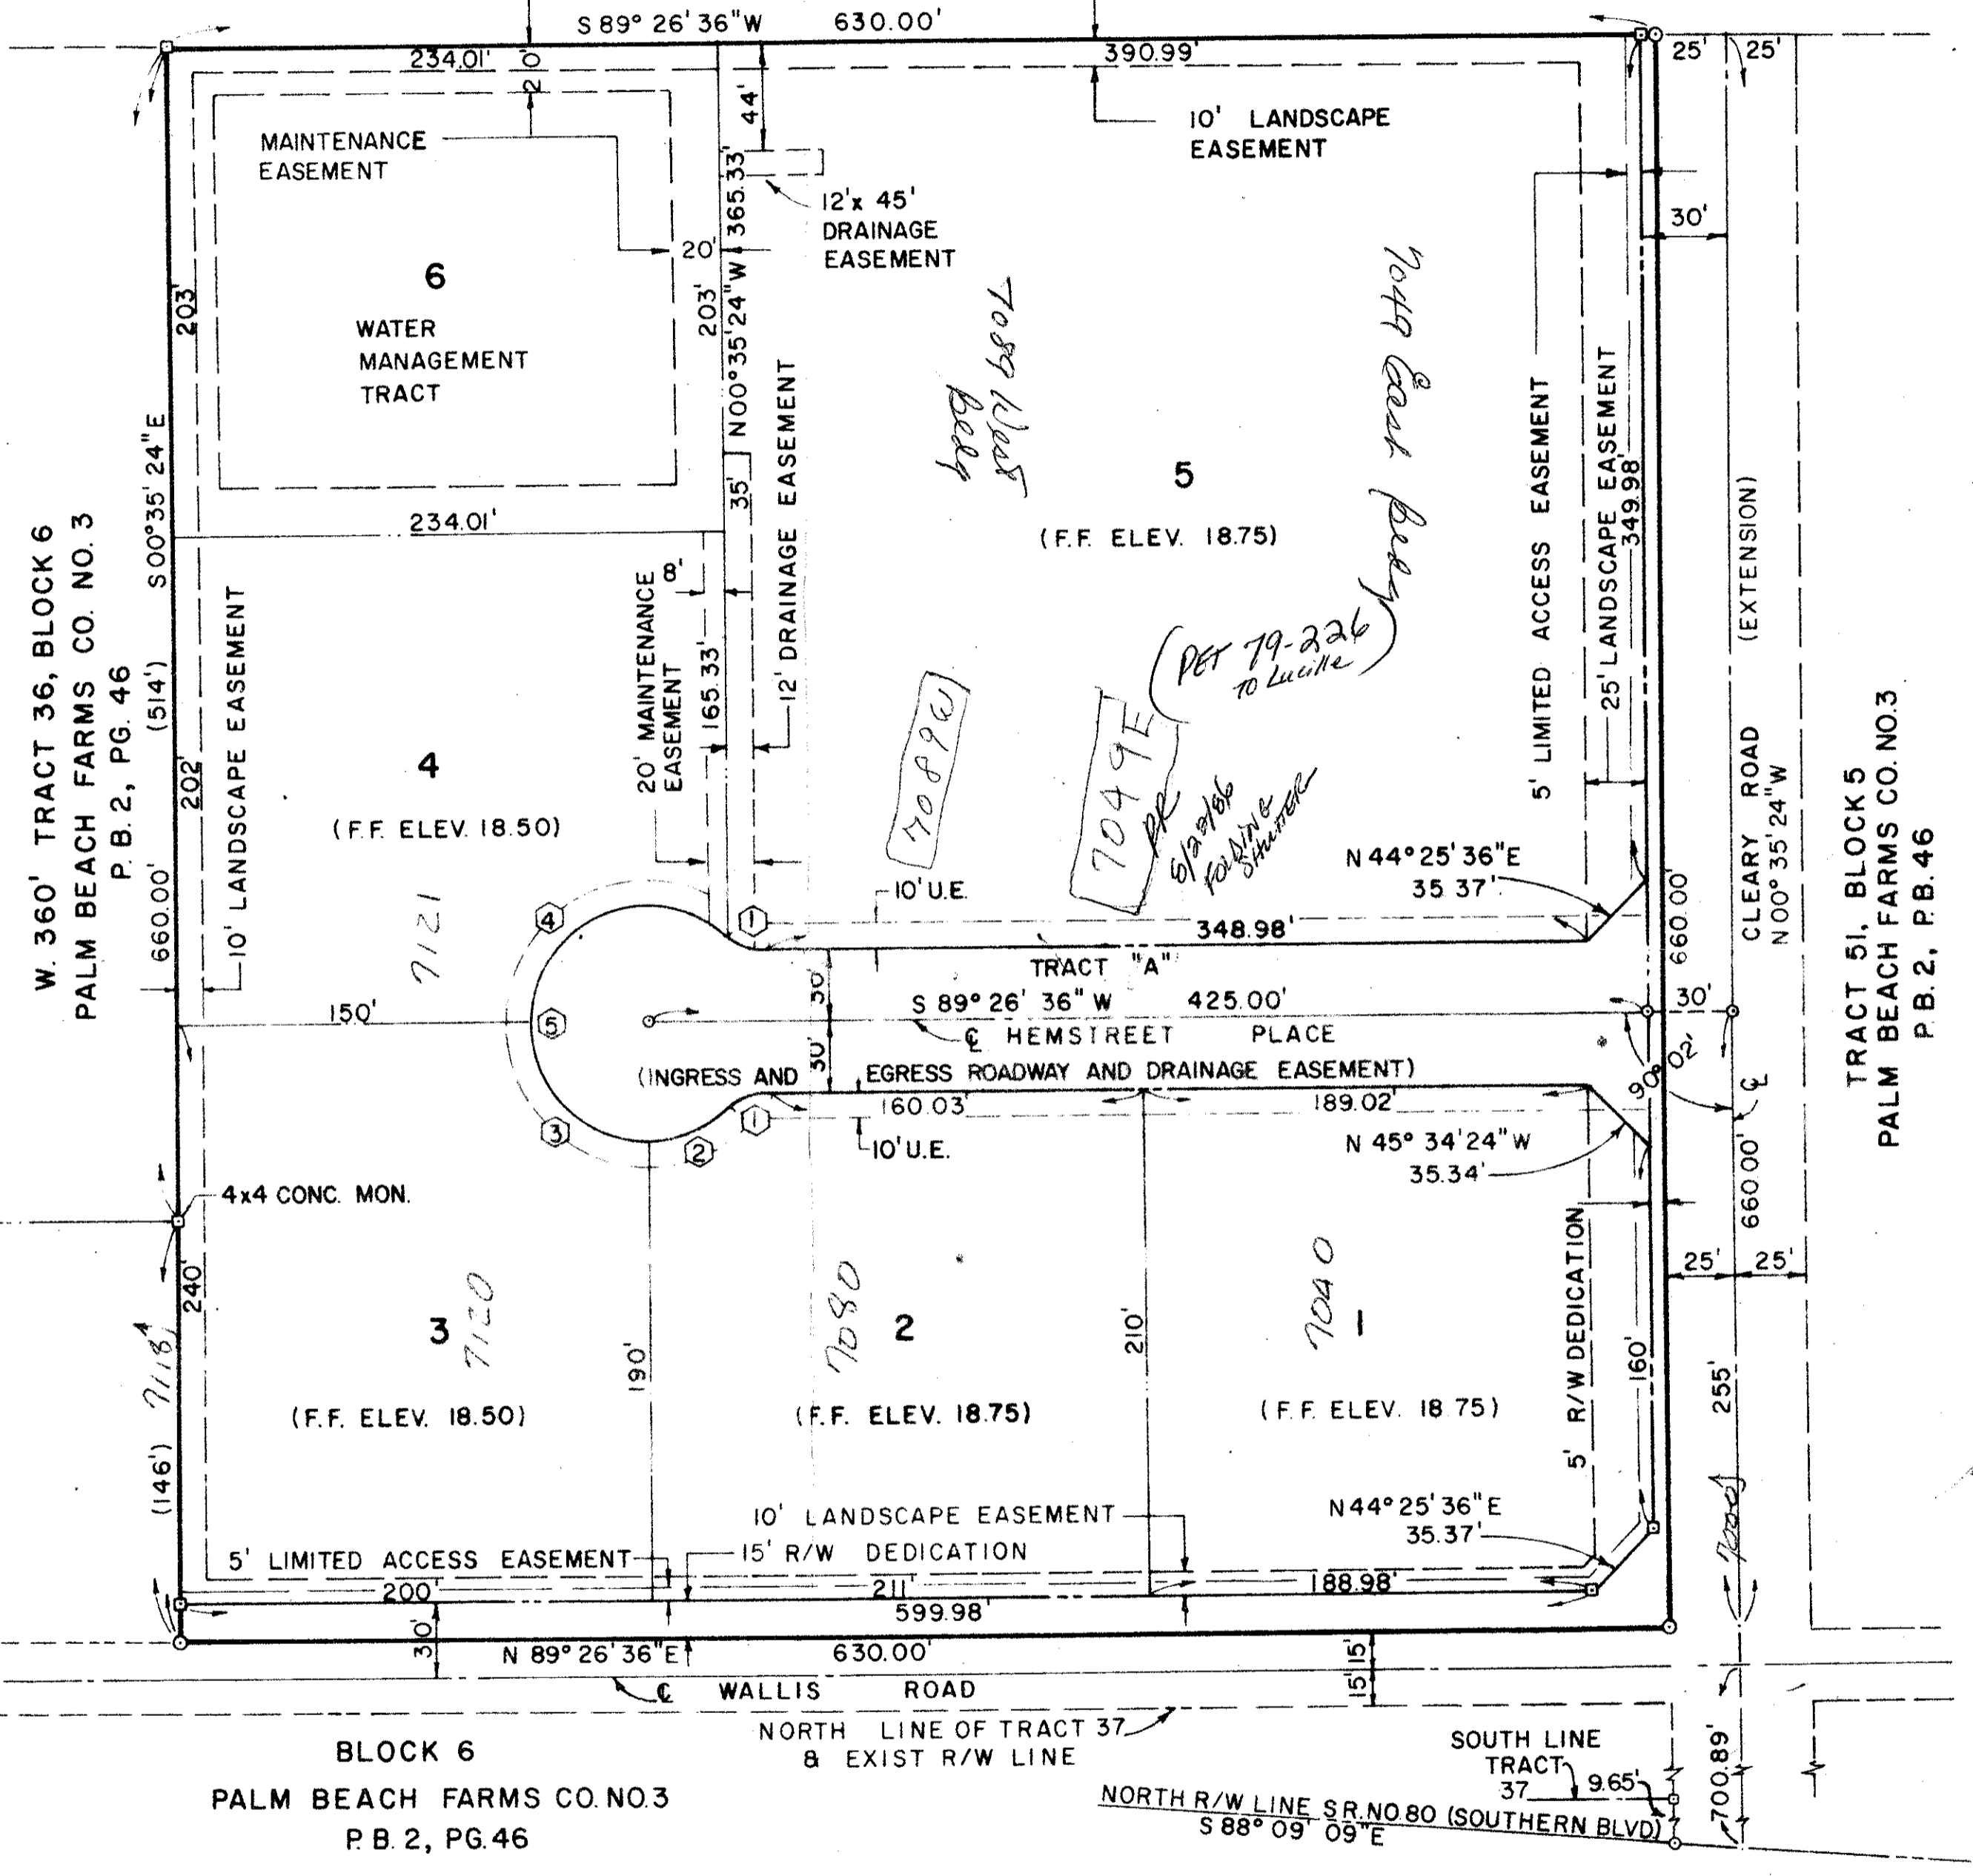 S 89° 26' 36" W 630.00'
234.01'
20'
390.99'
25' 25'
44'
10' LANDSCAPE
EASEMENT
MAINTENANCE
EASEMENT
12' x 45'
DRAINAGE
EASEMENT
20'
30'
6
WATER
MANAGEMENT
TRACT
203'
203'
N00° 35' 24" W 365.33'
35'
12' DRAINAGE EASEMENT
7089 West
Bldg
7049 East Bldg
5
(F.F. ELEV. 18.75)
5' LIMITED ACCESS EASEMENT
25' LANDSCAPE EASEMENT
349.98'
(EXTENSION)
CLEARY ROAD
N 00° 35' 24" W
234.01'
S 00° 35' 24" E
(514')
660.00'
202'
10' LANDSCAPE EASEMENT
W. 360' TRACT 36, BLOCK 6
PALM BEACH FARMS CO. NO. 3
P. B. 2, PG. 46
8'
20' MAINTENANCE
EASEMENT
165.33'
4
(F.F. ELEV. 18.50)
7121
(PET 79-226
TO Lucille)
7089W
7049E
PR
5/22/86
FOLDING
SHUTTER
TRACT 51, BLOCK 5
PALM BEACH FARMS CO. NO. 3
P. B. 2, P.B. 46
N 44° 25' 36" E
35.37'
10' U.E.
348.98'
660.00'
4
1
TRACT "A"
S 89° 26' 36" W 425.00'
30'
30'
150'
5
℄ HEMSTREET PLACE
30'
(INGRESS AND EGRESS ROADWAY AND DRAINAGE EASEMENT)
90° 02'
℄
160.03'
189.02'
3
2
1
10' U.E.
N 45° 34' 24" W
35.34'
4x4 CONC. MON.
240'
660.00'
25' 25'
5' R/W DEDICATION
3
7120
(F.F. ELEV. 18.50)
190'
7080
2
(F.F. ELEV. 18.75)
210'
7040
1
(F.F. ELEV. 18.75)
160'
255'
7118
(146')
7000
10' LANDSCAPE EASEMENT
N 44° 25' 36" E
35.37'
5' LIMITED ACCESS EASEMENT
15' R/W DEDICATION
200'
211'
188.98'
599.98'
30'
N 89° 26' 36" E 630.00'
15' 15'
℄ WALLIS ROAD
NORTH LINE OF TRACT 37
& EXIST R/W LINE
BLOCK 6
PALM BEACH FARMS CO. NO. 3
P. B. 2, PG. 46
SOUTH LINE
TRACT
37
9.65'
700.89'
NORTH R/W LINE S.R. NO. 80 (SOUTHERN BLVD)
S 88° 09' 09" E